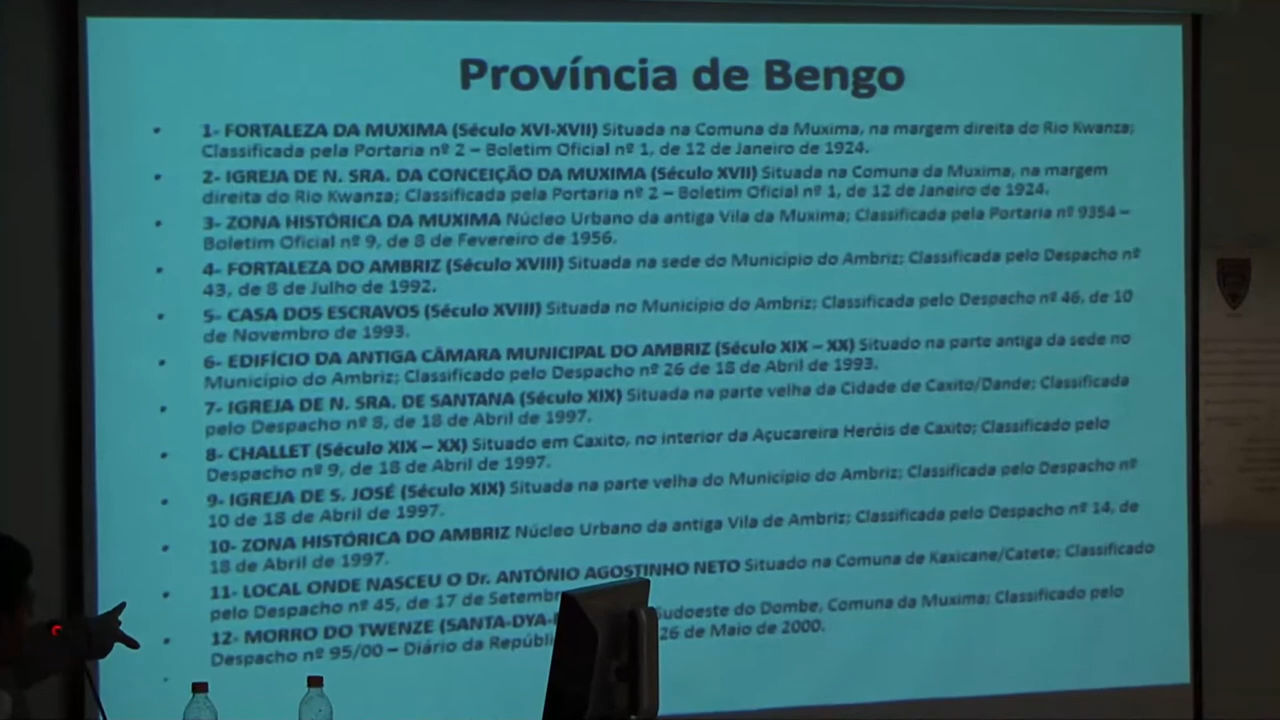 Província de Bengo
• 1- FORTALEZA DA MUXIMA (Século XVI-XVII) Situada na Comuna da Muxima, na margem direita do Rio Kwanza;
Classificada pela Portaria nº 2 – Boletim Oficial nº 1, de 12 de Janeiro de 1924.
• 2- IGREJA DE N. SRA. DA CONCEIÇÃO DA MUXIMA (Século XVII) Situada na Comuna da Muxima, na margem
direita do Rio Kwanza; Classificada pela Portaria nº 2 – Boletim Oficial nº 1, de 12 de Janeiro de 1924.
• 3- ZONA HISTÓRICA DA MUXIMA Núcleo Urbano da antiga Vila da Muxima; Classificada pela Portaria nº 9354 –
Boletim Oficial nº 9, de 8 de Fevereiro de 1956.
• 4- FORTALEZA DO AMBRIZ (Século XVIII) Situada na sede do Município do Ambriz; Classificada pelo Despacho nº
43, de 8 de Julho de 1992.
• 5- CASA DOS ESCRAVOS (Século XVIII) Situada no Município do Ambriz; Classificada pelo Despacho nº 46, de 10
de Novembro de 1993.
• 6- EDIFÍCIO DA ANTIGA CÂMARA MUNICIPAL DO AMBRIZ (Século XIX – XX) Situado na parte antiga da sede no
Município do Ambriz; Classificado pelo Despacho nº 26 de 18 de Abril de 1993.
• 7- IGREJA DE N. SRA. DE SANTANA (Século XIX) Situada na parte velha da Cidade de Caxito/Dande; Classificada
pelo Despacho nº 8, de 18 de Abril de 1997.
• 8- CHALLET (Século XIX – XX) Situado em Caxito, no interior da Açucareira Heróis de Caxito; Classificado pelo
Despacho nº 9, de 18 de Abril de 1997.
• 9- IGREJA DE S. JOSÉ (Século XIX) Situada na parte velha do Município do Ambriz; Classificada pelo Despacho nº
10 de 18 de Abril de 1997.
• 10- ZONA HISTÓRICA DO AMBRIZ Núcleo Urbano da antiga Vila de Ambriz; Classificada pelo Despacho nº 14, de
18 de Abril de 1997.
• 11- LOCAL ONDE NASCEU O Dr. ANTÓNIO AGOSTINHO NETO Situado na Comuna de Kaxicane/Catete; Classificado
pelo Despacho nº 45, de 17 de
• 12- MORRO DO TWENZE (SANTA-DYA- Sudoeste do Dombe, Comuna da Muxima; Classificado pelo
Despacho nº 95/00 – Diário da 26 de Maio de 2000.